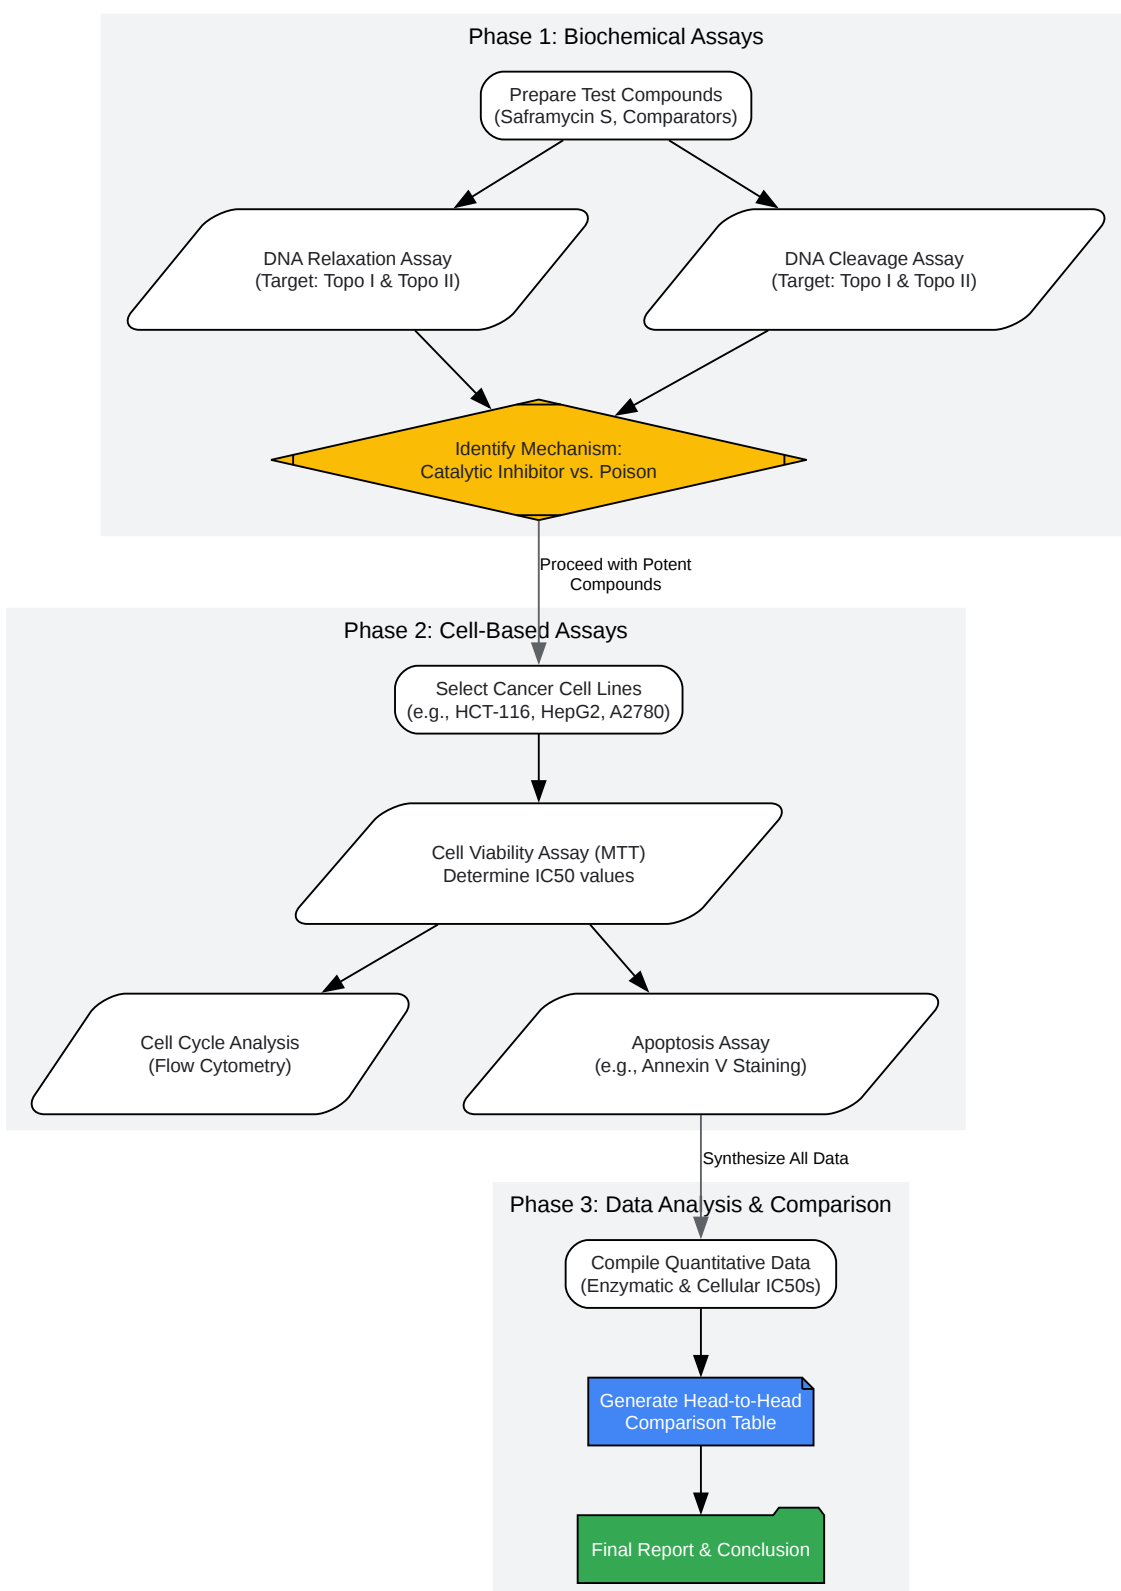 Phase 1: Biochemical Assays
Prepare Test Compounds
(Saframycin S, Comparators)
DNA Relaxation Assay
(Target: Topo I & Topo II)
DNA Cleavage Assay
(Target: Topo I & Topo II)
Identify Mechanism:
Catalytic Inhibitor vs. Poison
Proceed with Potent
Compounds
Phase 2: Cell-Based Assays
Select Cancer Cell Lines
(e.g., HCT-116, HepG2, A2780)
Cell Viability Assay (MTT)
Determine IC50 values
Cell Cycle Analysis
(Flow Cytometry)
Apoptosis Assay
(e.g., Annexin V Staining)
Synthesize All Data
Phase 3: Data Analysis & Comparison
Compile Quantitative Data
(Enzymatic & Cellular IC50s)
Generate Head-to-Head
Comparison Table
Final Report & Conclusion